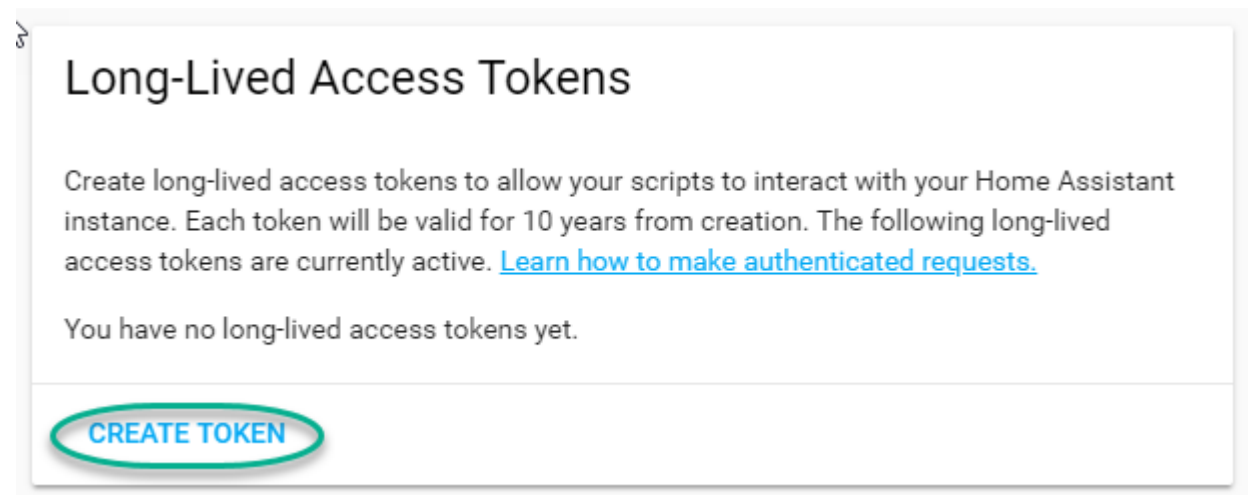 Long-Lived Access Tokens
Create long-lived access tokens to allow your scripts to interact with your Home Assistant
instance. Each token will be valid for 10 years from creation. The following long-lived
access tokens are currently active. Learn how to make authenticated requests.
You have no long-lived access tokens yet.
CREATE TOKEN